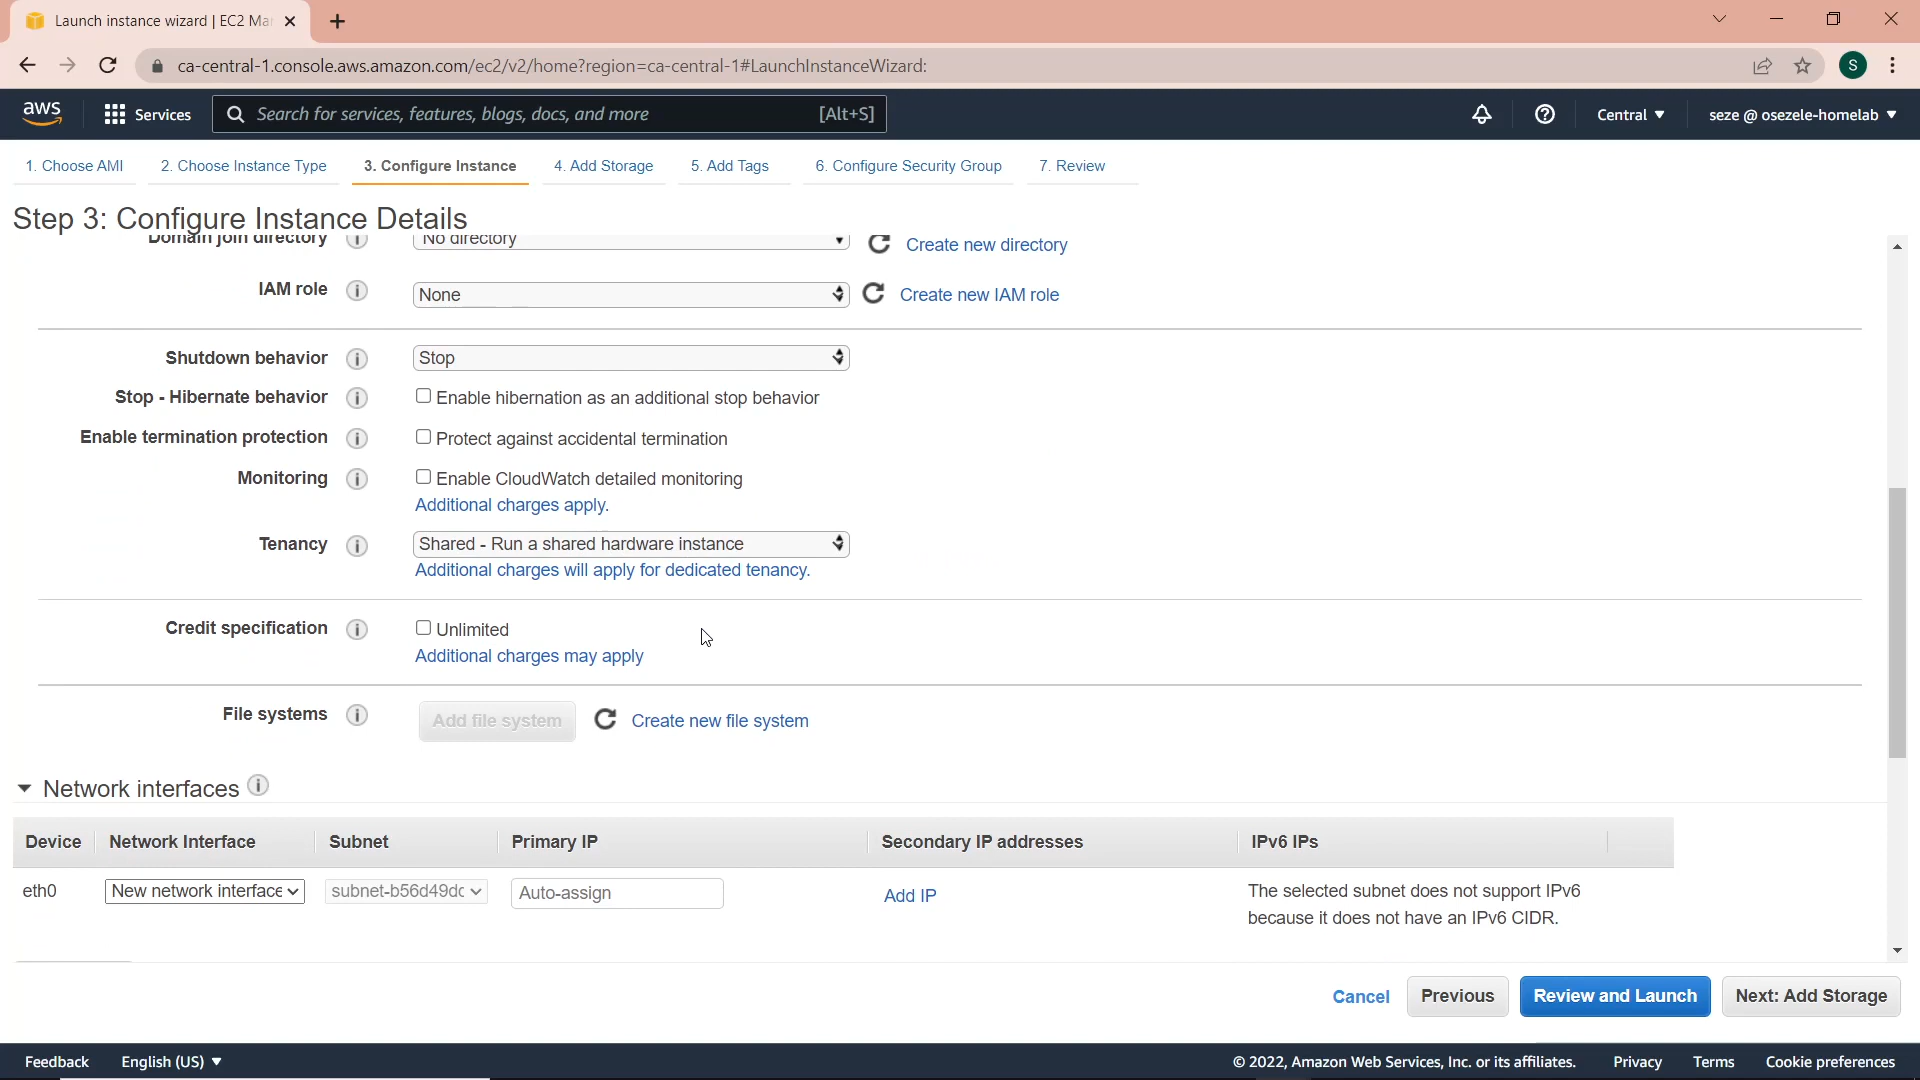 Launch instance wizard | EC2 Ma
ca-central-1.console.aws.amazon.com/ec2/v2/home?region=ca-central-1#LaunchInstanceWizard:
S
aws
Services
Search for services, features, blogs, docs, and more
[Alt+S]
Central
seze @ osezele-homelab
1. Choose AMI
2. Choose Instance Type
3. Configure Instance
4. Add Storage
5. Add Tags
6. Configure Security Group
7. Review
Step 3: Configure Instance Details
Domain join directory
No directory
Create new directory
IAM role
None
Create new IAM role
Shutdown behavior
Stop
Stop - Hibernate behavior
Enable hibernation as an additional stop behavior
Enable termination protection
Protect against accidental termination
Monitoring
Enable CloudWatch detailed monitoring
Additional charges apply.
Tenancy
Shared - Run a shared hardware instance
Additional charges will apply for dedicated tenancy.
Credit specification
Unlimited
Additional charges may apply
File systems
Add file system
Create new file system
Network interfaces
Device
Network Interface
Subnet
Primary IP
Secondary IP addresses
IPv6 IPs
eth0
New network interface
subnet-b56d49dc
Auto-assign
Add IP
The selected subnet does not support IPv6
because it does not have an IPv6 CIDR.
Cancel
Previous
Review and Launch
Next: Add Storage
Feedback
English (US)
© 2022, Amazon Web Services, Inc. or its affiliates.
Privacy
Terms
Cookie preferences